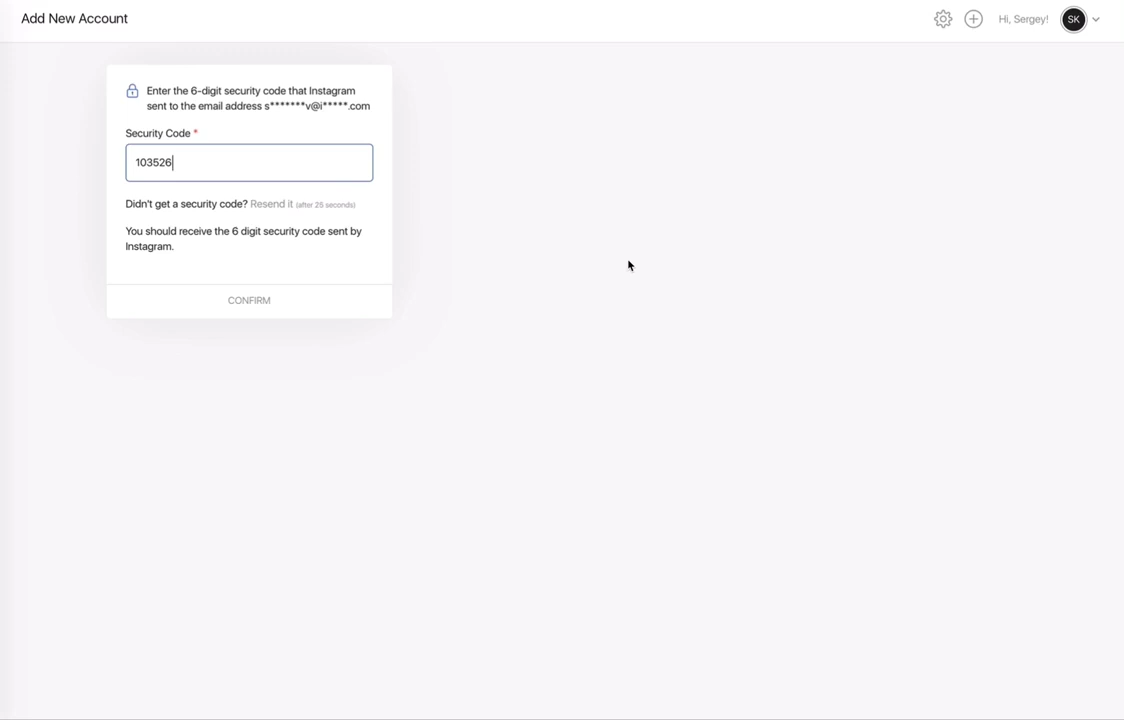 Add New Account
Hi, Sergey!
SK
Enter the 6-digit security code that Instagram
sent to the email address s*******v@i*****.com
Security Code *
103526
Didn't get a security code? Resend it (after 25 seconds)
You should receive the 6 digit security code sent by
Instagram.
CONFIRM